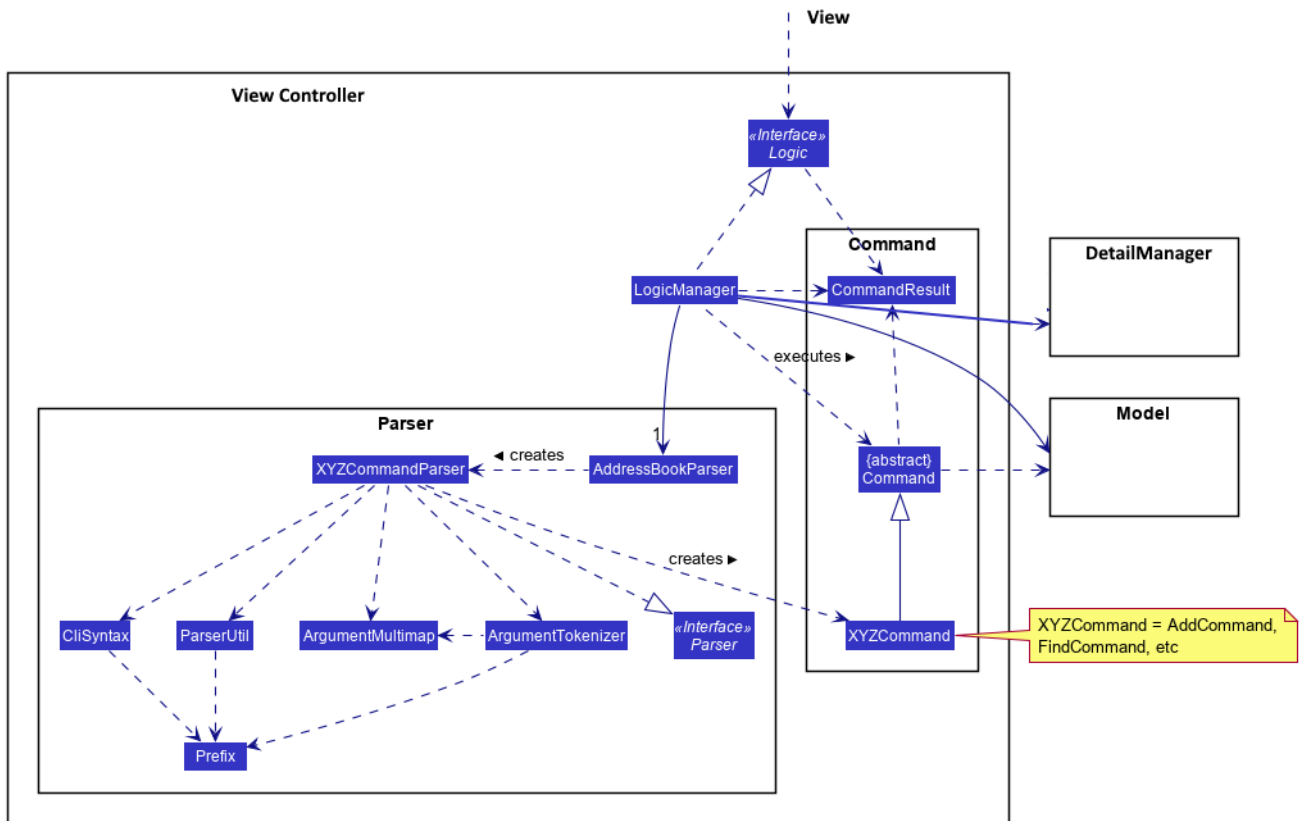 View
View Controller
«Interface»
Logic
Command
DetailManager
LogicManager
CommandResult
executes ►
Model
Parser
1
◄ creates
XYZCommandParser
AddressBookParser
{abstract}
Command
creates ►
CliSyntax
ParserUtil
ArgumentMultimap
ArgumentTokenizer
«Interface»
Parser
XYZCommand
XYZCommand = AddCommand,
FindCommand, etc
Prefix